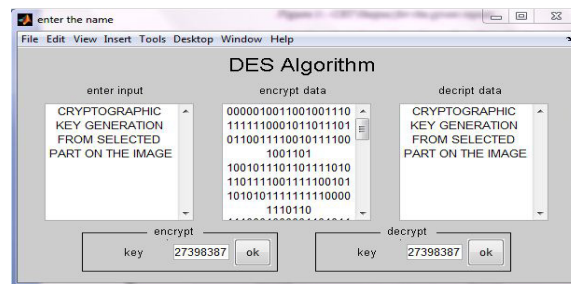 enter the name
File Edit View Insert Tools Desktop Window Help
DES Algorithm
enter input
CRYPTOGRAPHIC
KEY GENERATION
FROM SELECTED
PART ON THE IMAGE
encrypt data
0000010011001001110
1111110001011011101
0110011110010111100
1001101
1001011101101111010
1101111001111100101
1010101111111110000
1110110
decript data
CRYPTOGRAPHIC
KEY GENERATION
FROM SELECTED
PART ON THE IMAGE
encrypt
key 27398387 ok
decrypt
key 27398387 ok